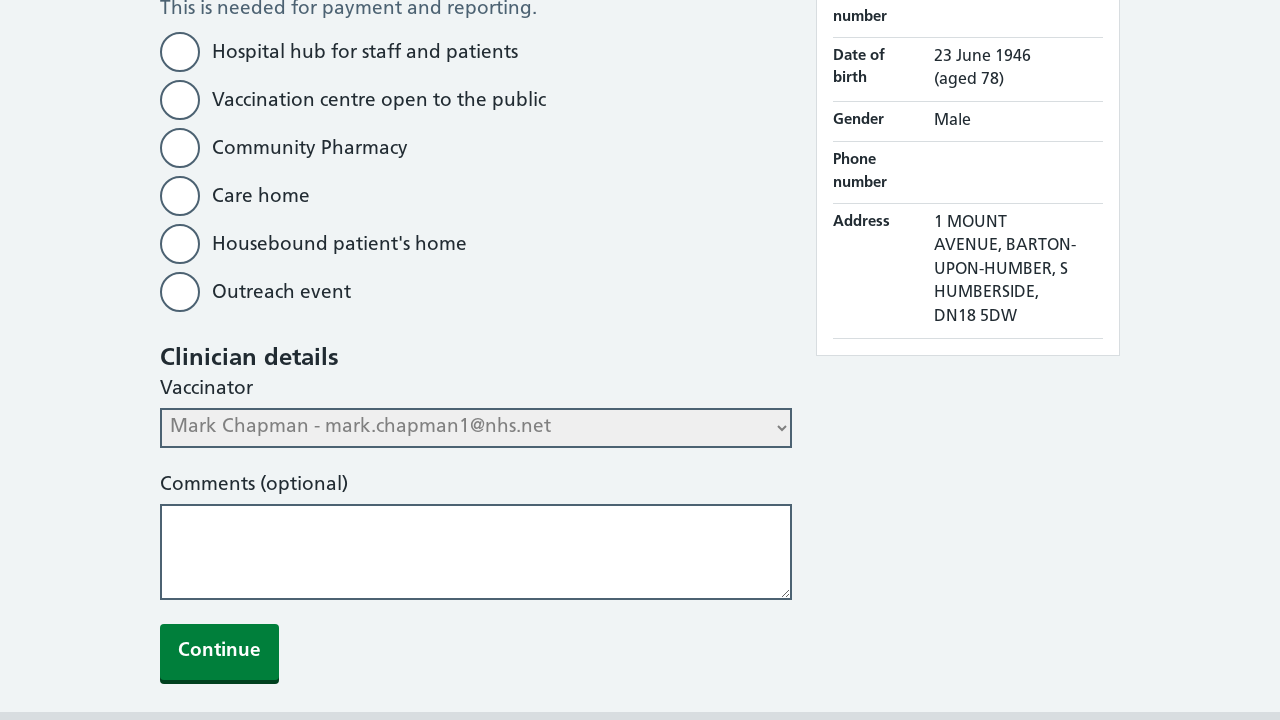 This is needed for payment and reporting.
Hospital hub for staff and patients
Vaccination centre open to the public
Community Pharmacy
Care home
Housebound patient's home
Outreach event
Clinician details
Vaccinator
Mark Chapman - mark.chapman1@nhs.net
Comments (optional)
Continue
number
Date of birth
23 June 1946
(aged 78)
Gender
Male
Phone number
Address
1 MOUNT
AVENUE, BARTON-
UPON-HUMBER, S
HUMBERSIDE,
DN18 5DW